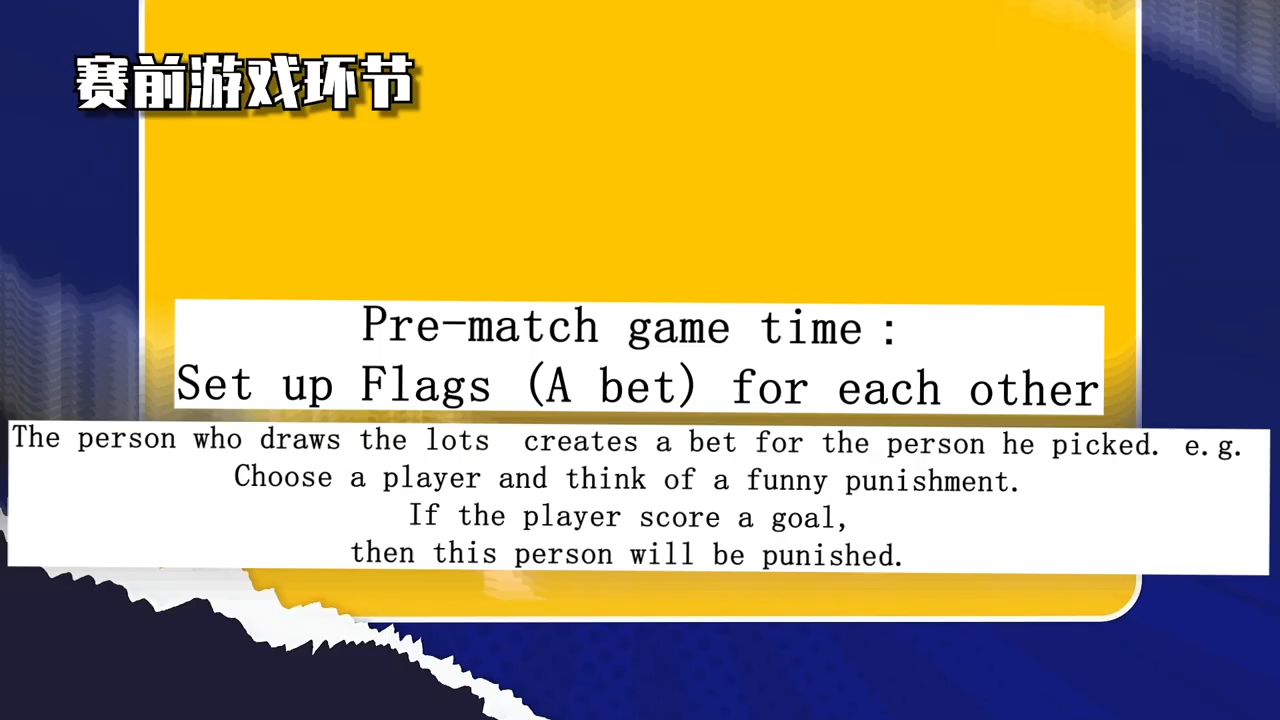 赛前游戏环节
Pre-match game time：
Set up Flags (A bet) for each other
The person who draws the lots creates a bet for the person he picked. e.g.
Choose a player and think of a funny punishment.
If the player score a goal,
then this person will be punished.